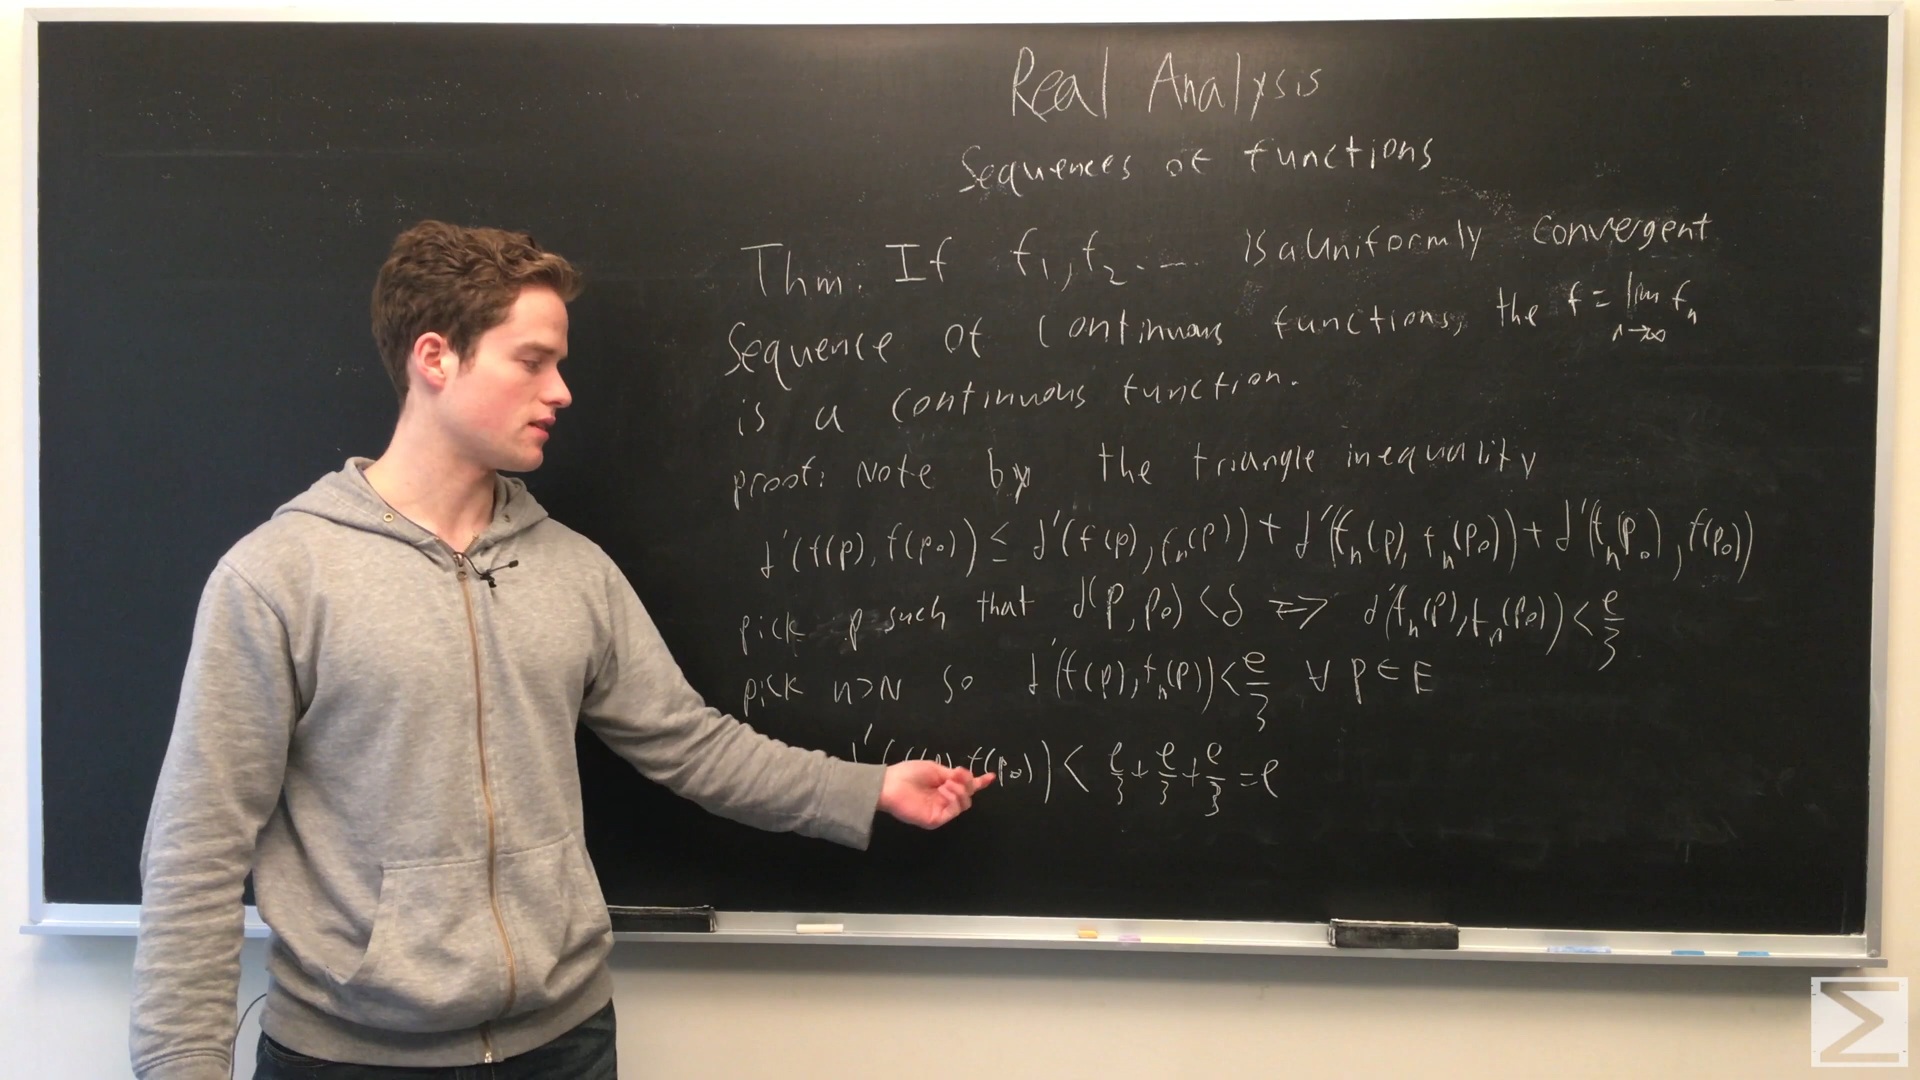 Real Analysis
Sequences of functions
Thm. If f₁, f₂ . ... is a Uniformly convergent
Sequence of continuous functions, the f = lim fₙ
n→∞
is a continuous function.
proof: Note by the triangle inequality
d'(f(p), f(p₀)) ≤ d'(f(p), fₙ(p)) + d'(fₙ(p), fₙ(p₀)) + d'(fₙ(p₀), f(p₀))
pick p such that d(p, p₀) < δ => d'(fₙ(p), fₙ(p₀)) < e/3
pick n>N so d'(f(p), fₙ(p)) < e/3 ∀ p ∈ E
f(p₀)) < e/3 + e/3 + e/3 = e
Σ